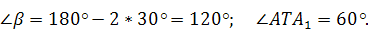 ∠β = 180° − 2 * 30° = 120°; ∠ATA₁ = 60°.